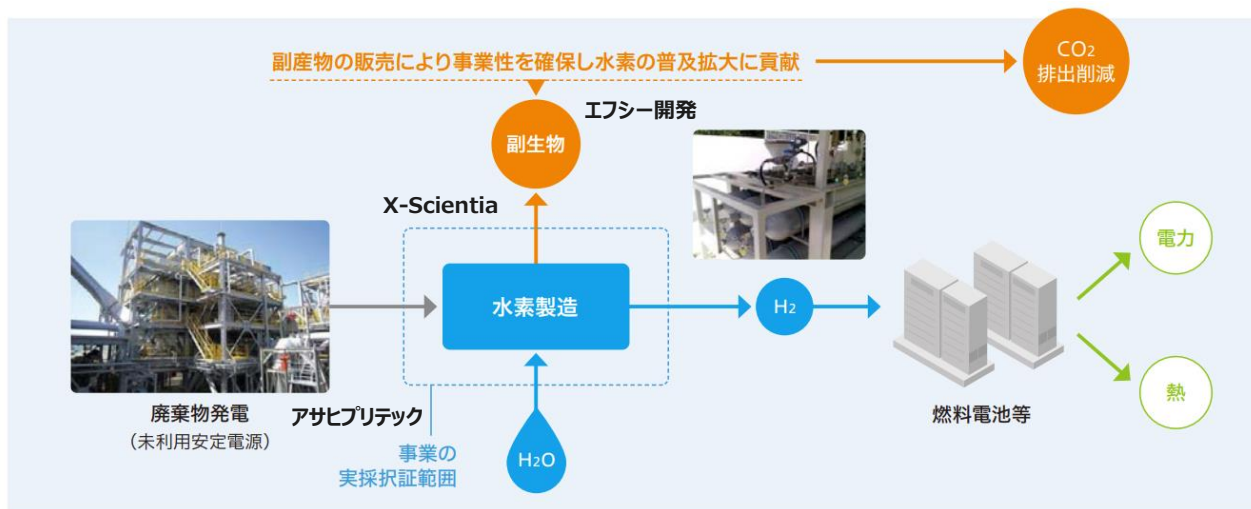 副産物の販売により事業性を確保し水素の普及拡大に貢献
CO2
排出削減
エフシー開発
副生物
X-Scientia
水素製造
H2
電力
熱
廃棄物発電
（未利用安定電源）
アサヒプリテック
事業の
実採択証範囲
H2O
燃料電池等